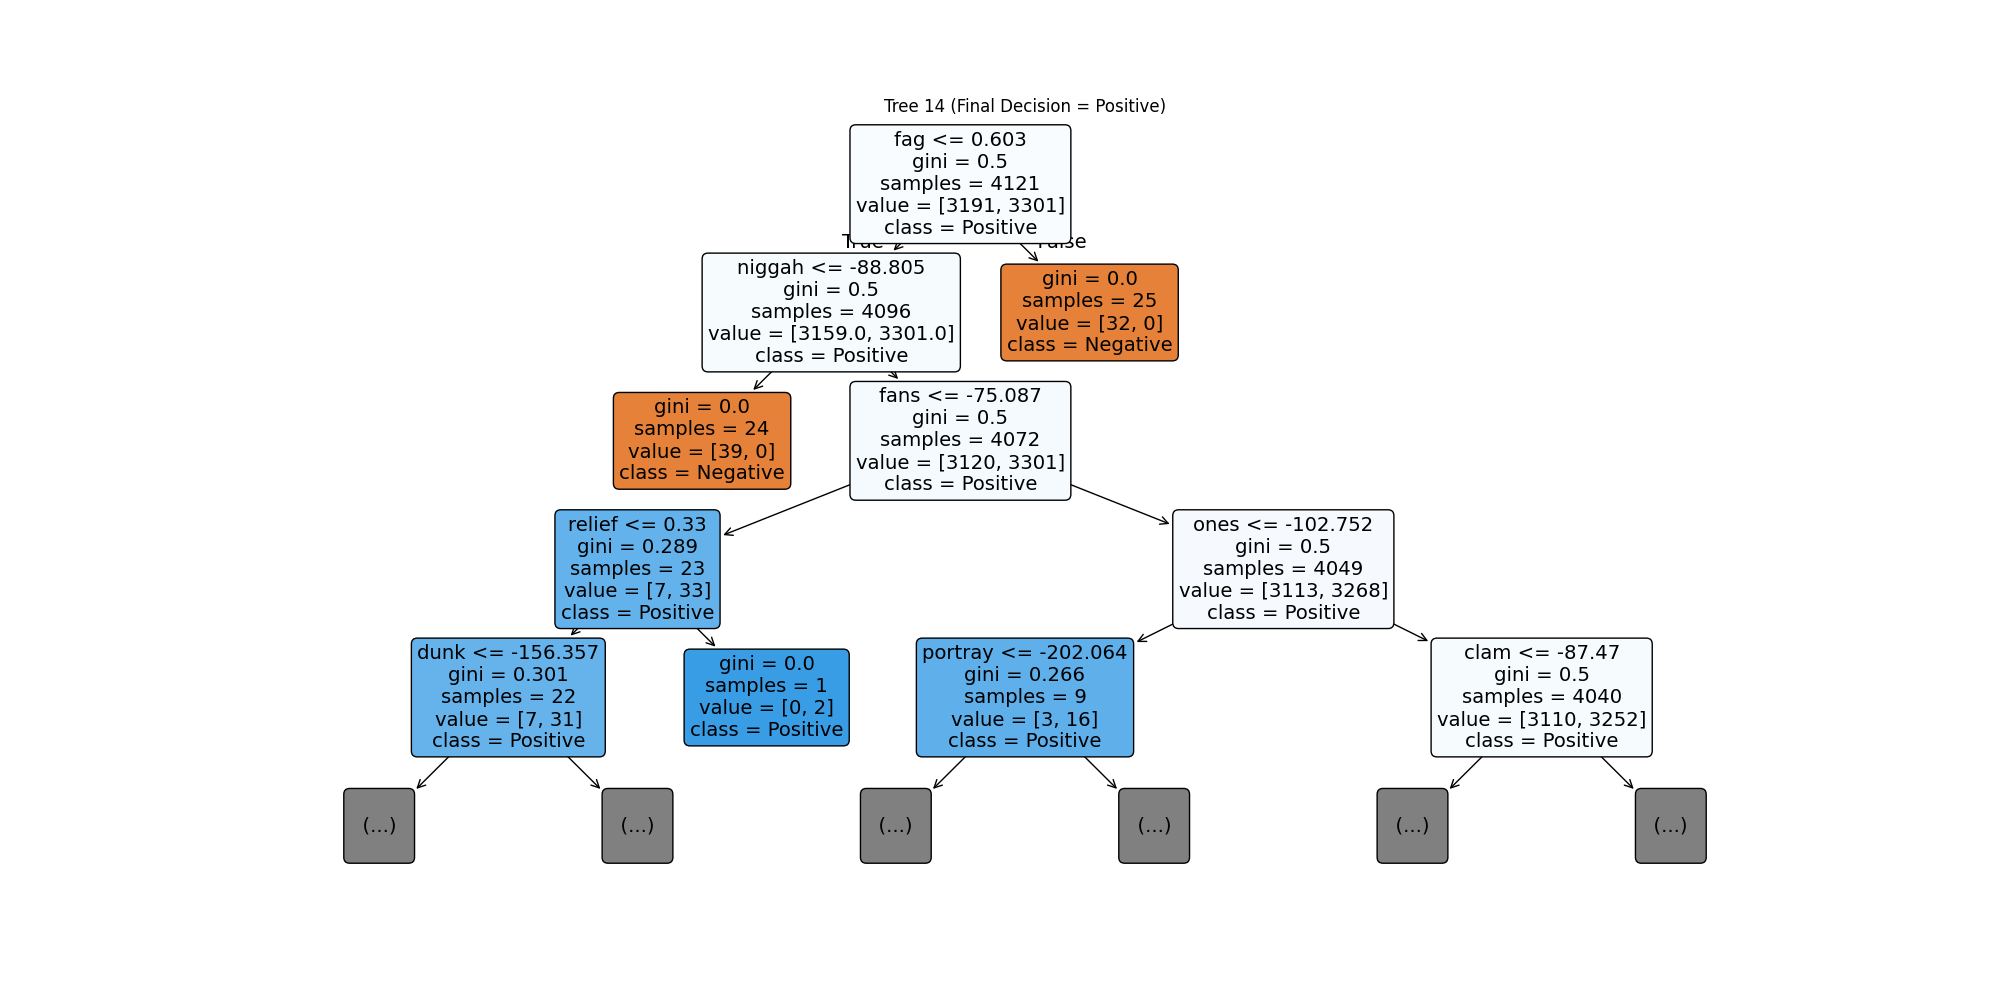 Tree 14 (Final Decision = Positive)
fag <= 0.603
gini = 0.5
samples = 4121
value = [3191, 3301]
class = Positive
True
False
niggah <= -88.805
gini = 0.5
samples = 4096
value = [3159.0, 3301.0]
class = Positive
gini = 0.0
samples = 25
value = [32, 0]
class = Negative
gini = 0.0
samples = 24
value = [39, 0]
class = Negative
fans <= -75.087
gini = 0.5
samples = 4072
value = [3120, 3301]
class = Positive
relief <= 0.33
gini = 0.289
samples = 23
value = [7, 33]
class = Positive
ones <= -102.752
gini = 0.5
samples = 4049
value = [3113, 3268]
class = Positive
dunk <= -156.357
gini = 0.301
samples = 22
value = [7, 31]
class = Positive
gini = 0.0
samples = 1
value = [0, 2]
class = Positive
portray <= -202.064
gini = 0.266
samples = 9
value = [3, 16]
class = Positive
clam <= -87.47
gini = 0.5
samples = 4040
value = [3110, 3252]
class = Positive
(...)
(...)
(...)
(...)
(...)
(...)